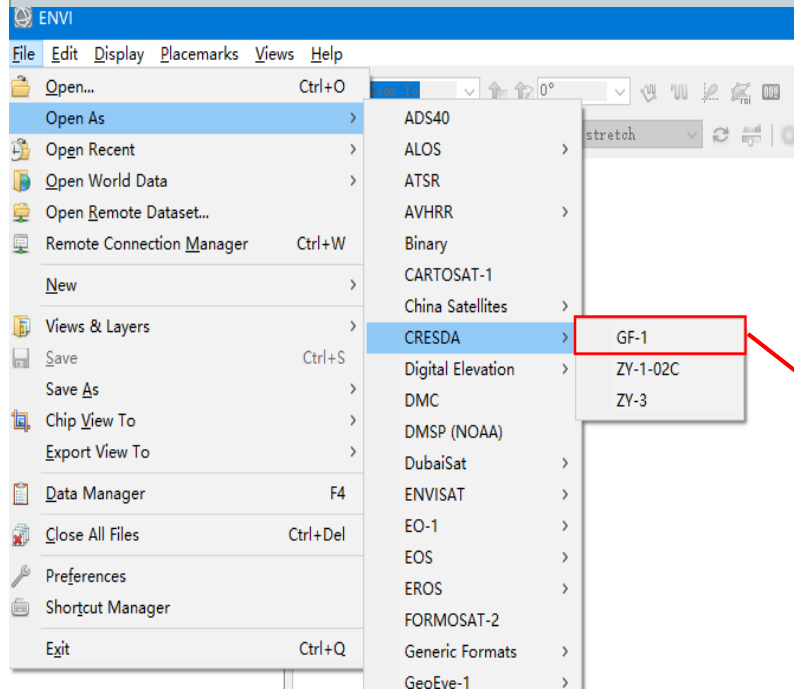 ENVI
File Edit Display Placemarks Views Help
Open... Ctrl+O
Open As
Open Recent
Open World Data
Open Remote Dataset...
Remote Connection Manager Ctrl+W
New
Views & Layers
Save Ctrl+S
Save As
Chip View To
Export View To
Data Manager F4
Close All Files Ctrl+Del
Preferences
Shortcut Manager
Exit Ctrl+Q
0°
stretch
ADS40
ALOS
ATSR
AVHRR
Binary
CARTOSAT-1
China Satellites
CRESDA
Digital Elevation
DMC
DMSP (NOAA)
DubaiSat
ENVISAT
EO-1
EOS
EROS
FORMOSAT-2
Generic Formats
GeoEye-1
GF-1
ZY-1-02C
ZY-3